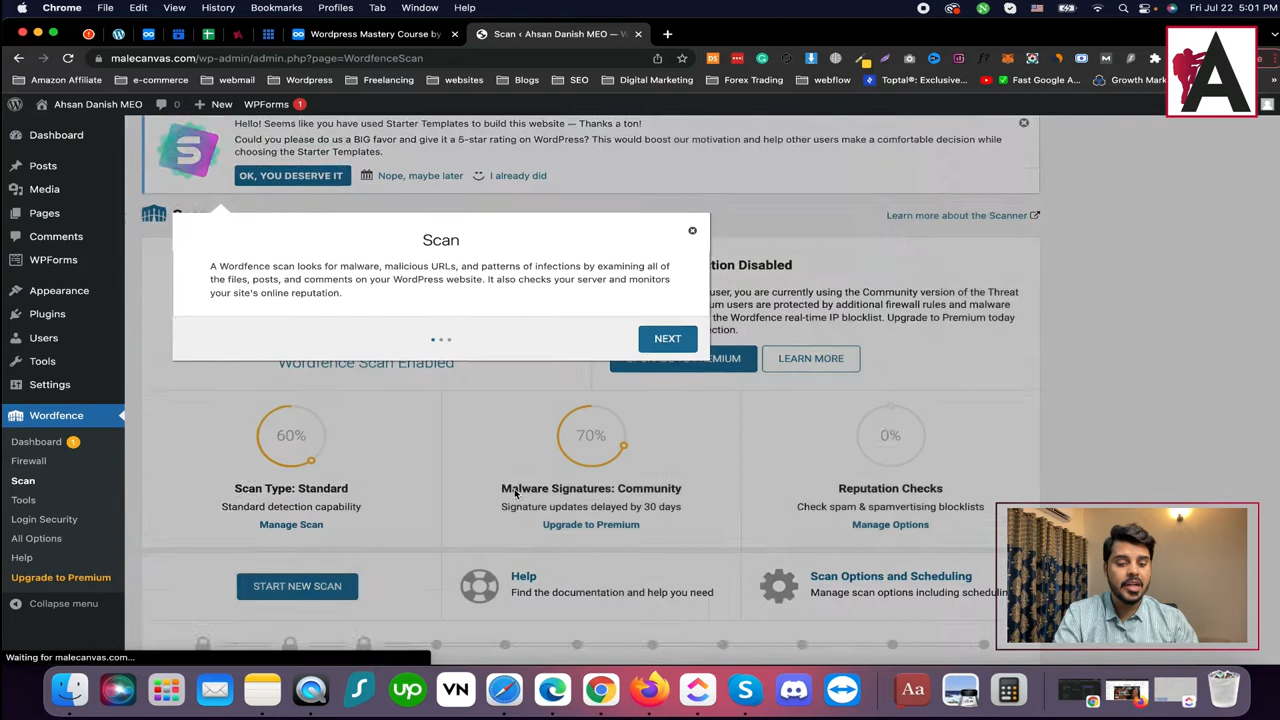 Chrome File Edit View History Bookmarks Profiles Tab Window Help Fri Jul 22 5:01 PM
Wordpress Mastery Course by Scan ‹ Ahsan Danish MEO — W
malecanvas.com/wp-admin/admin.php?page=WordfenceScan
Amazon Affiliate e-commerce webmail Wordpress Growth websites Blogs SEO Digital Marketing Forex Trading webflow Toptal®: Exclusive... Fast Google A... Growth Mark
Ahsan Danish MEO 0 New WPForms 1
A
Dashboard
Posts
Media
Pages
Comments
WPForms
Appearance
Plugins
Users
Tools
Settings
Wordfence
Dashboard 1
Firewall
Scan
Tools
Login Security
All Options
Help
Upgrade to Premium
Collapse menu
Hello! Seems like you have used Starter Templates to build this website — Thanks a ton!
Could you please do us a BIG favor and give it a 5-star rating on WordPress? This would boost our motivation and help other users make a comfortable decision while
choosing the Starter Templates.
OK, YOU DESERVE IT Nope, maybe later I already did
Learn more about the Scanner
Scan
A Wordfence scan looks for malware, malicious URLs, and patterns of infections by examining all of
the files, posts, and comments on your WordPress website. It also checks your server and monitors
your site's online reputation.
NEXT
tion Disabled
user, you are currently using the Community version of the Threat
um users are protected by additional firewall rules and malware
the Wordfence real-time IP blocklist. Upgrade to Premium today
ection.
Wordfence Scan Enabled
PREMIUM LEARN MORE
60%
Scan Type: Standard
Standard detection capability
Manage Scan
70%
Malware Signatures: Community
Signature updates delayed by 30 days
Upgrade to Premium
0%
Reputation Checks
Check spam & spamvertising blocklists
Manage Options
START NEW SCAN
Help
Find the documentation and help you need
Scan Options and Scheduling
Manage scan options including schedulin
Waiting for malecanvas.com...
up VN Aa